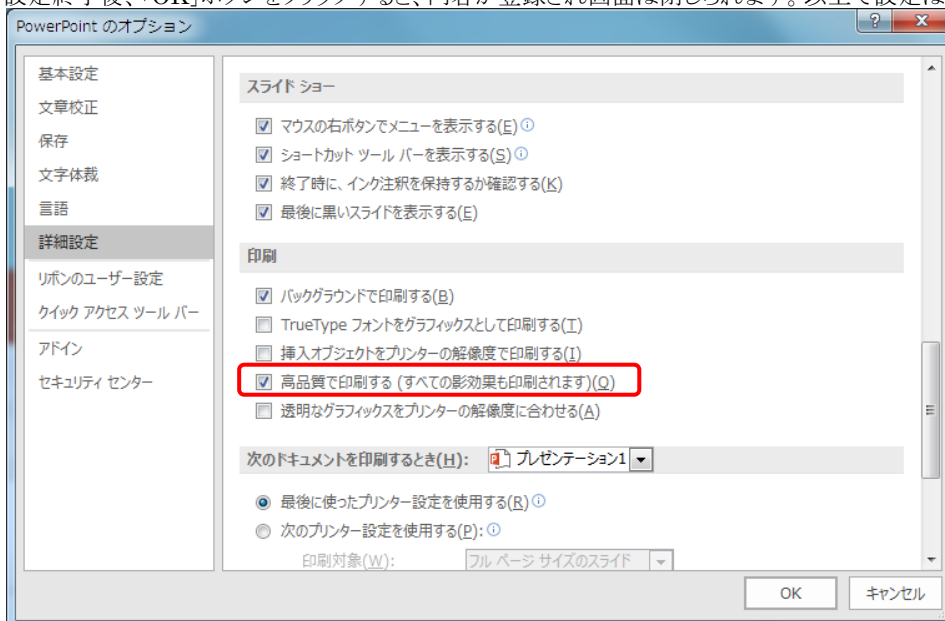 PowerPoint のオプション
基本設定
文章校正
保存
文字体裁
言語
詳細設定
リボンのユーザー設定
クイック アクセス ツール バー
アドイン
セキュリティ センター
スライド ショー
マウスの右ボタンでメニューを表示する(E)
ショートカット ツール バーを表示する(S)
終了時に、インク注釈を保持するか確認する(K)
最後に黒いスライドを表示する(E)
印刷
バックグラウンドで印刷する(B)
TrueType フォントをグラフィックスとして印刷する(T)
挿入オブジェクトをプリンターの解像度で印刷する(I)
高品質で印刷する (すべての影効果も印刷されます)(Q)
透明なグラフィックスをプリンターの解像度に合わせる(A)
次のドキュメントを印刷するとき(H): プレゼンテーション1
最後に使ったプリンター設定を使用する(R)
次のプリンター設定を使用する(P):
印刷対象(W): フル ページ サイズのスライド
OK キャンセル